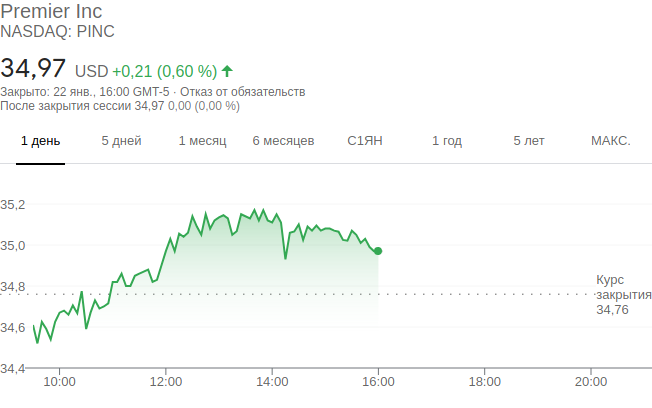 Premier Inc
NASDAQ: PINC
34,97 USD +0,21 (0,60 %)
Закрыто: 22 янв., 16:00 GMT-5 · Отказ от обязательств
После закрытия сессии 34,97 0,00 (0,00 %)
1 день 5 дней 1 месяц 6 месяцев С1ЯН 1 год 5 лет МАКС.
35,2
35,0
34,8
34,6
34,4
Курс
закрытия
34,76
10:00 12:00 14:00 16:00 18:00 20:00